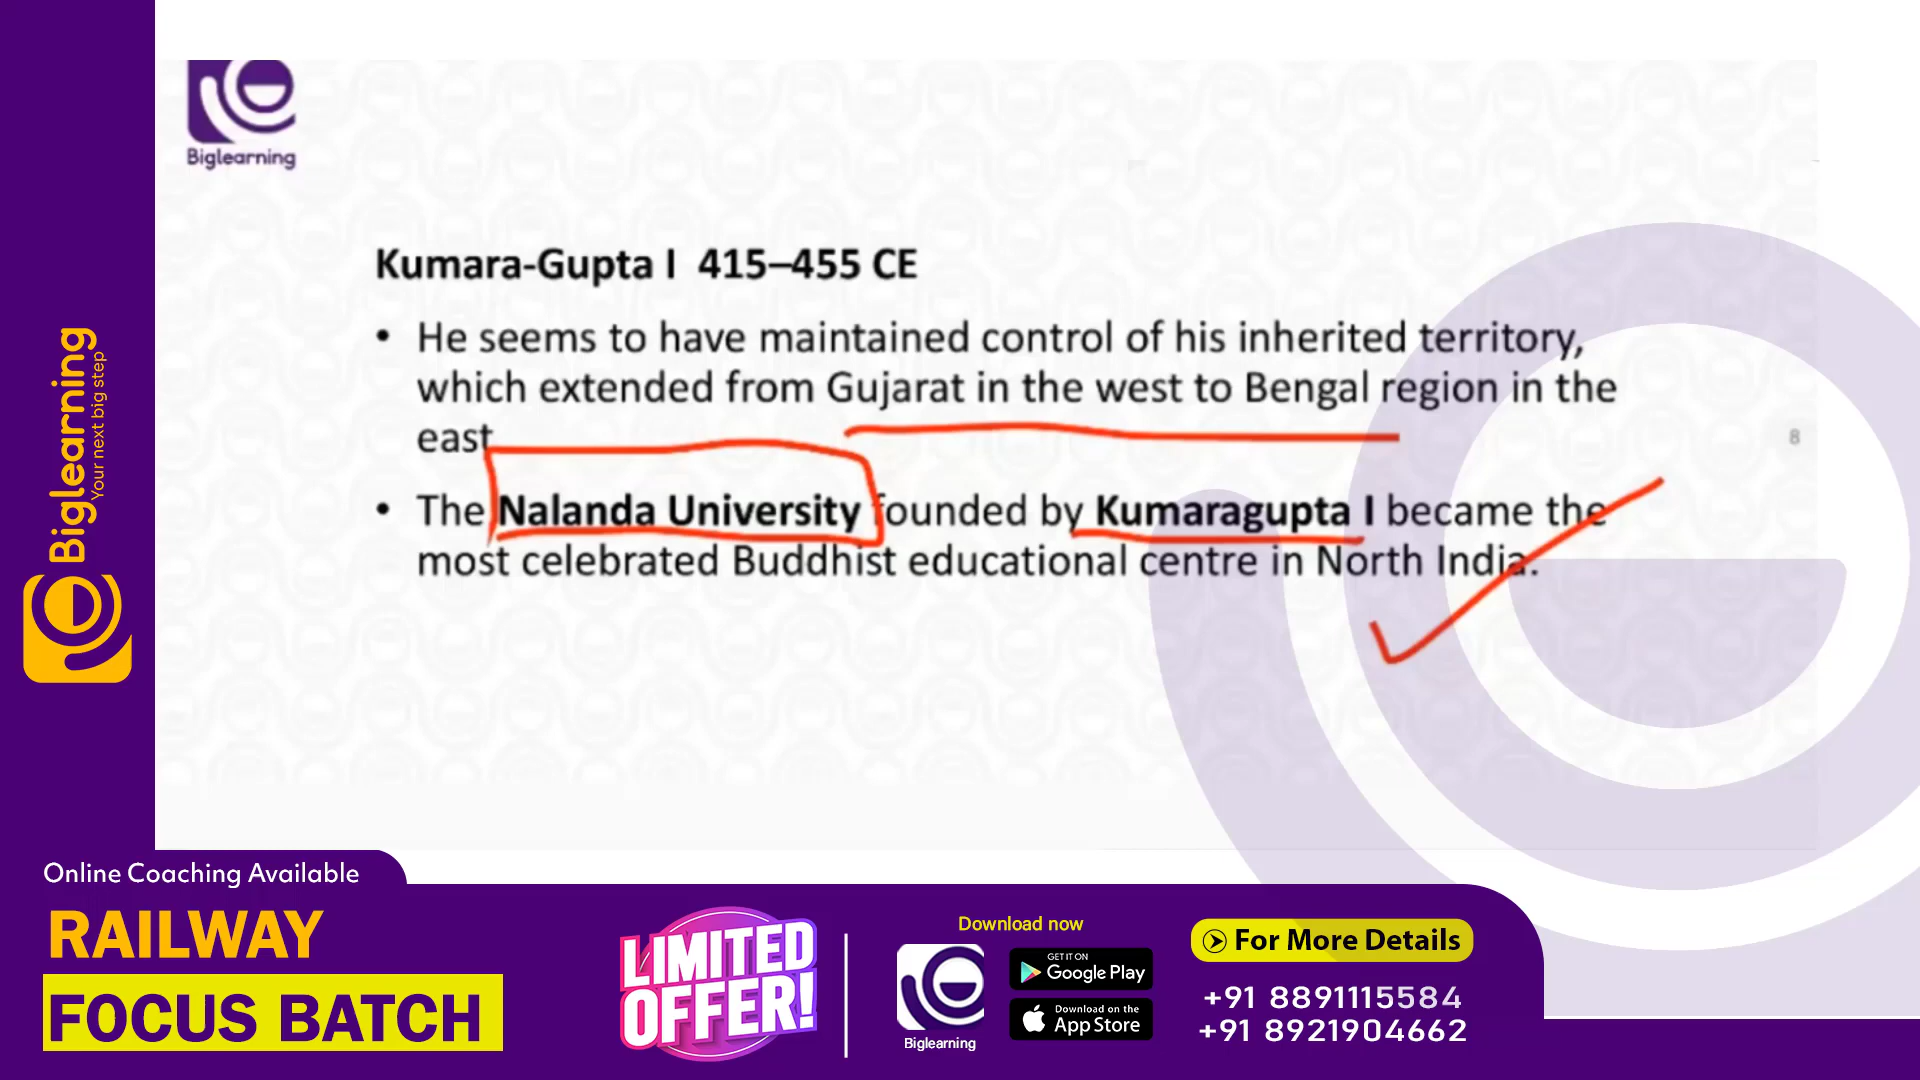 Biglearning
Kumara-Gupta I 415–455 CE
• He seems to have maintained control of his inherited territory,
which extended from Gujarat in the west to Bengal region in the
east
8
• The Nalanda University founded by Kumaragupta I became the
most celebrated Buddhist educational centre in North India.
Biglearning
Your next big step
Online Coaching Available
RAILWAY
FOCUS BATCH
LIMITED
OFFER!
Download now
Biglearning
GET IT ON
Google Play
Download on the
App Store
For More Details
+91 8891115584
+91 8921904662